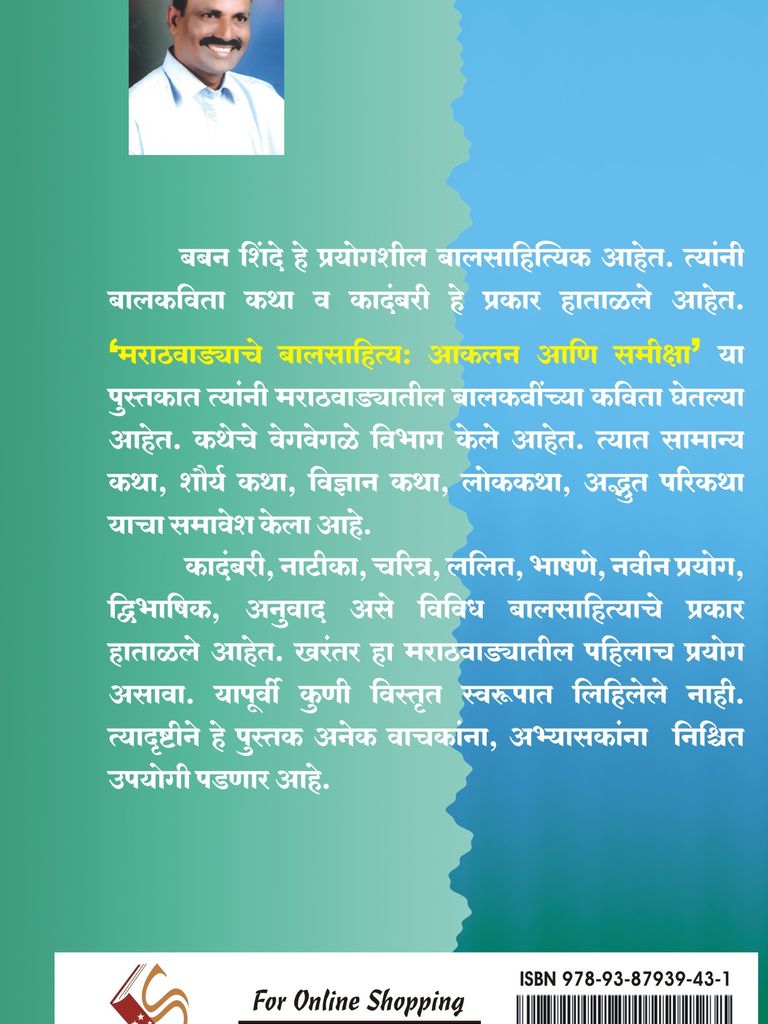 बबन शिंदे हे प्रयोगशील बालसाहित्यिक आहेत. त्यांनी
बालकविता कथा व कादंबरी हे प्रकार हाताळले आहेत.
‘मराठवाड्याचे बालसाहित्य: आकलन आणि समीक्षा’ या
पुस्तकात त्यांनी मराठवाड्यातील बालकवींच्या कविता घेतल्या
आहेत. कथेचे वेगवेगळे विभाग केले आहेत. त्यात सामान्य
कथा, शौर्य कथा, विज्ञान कथा, लोककथा, अद्भुत परिकथा
याचा समावेश केला आहे.
कादंबरी, नाटीका, चरित्र, ललित, भाषणे, नवीन प्रयोग,
द्विभाषिक, अनुवाद असे विविध बालसाहित्याचे प्रकार
हाताळले आहेत. खरंतर हा मराठवाड्यातील पहिलाच प्रयोग
असावा. यापूर्वी कुणी विस्तृत स्वरूपात लिहिलेले नाही.
त्यादृष्टीने हे पुस्तक अनेक वाचकांना, अभ्यासकांना निश्चित
उपयोगी पडणार आहे.
For Online Shopping
ISBN 978-93-87939-43-1